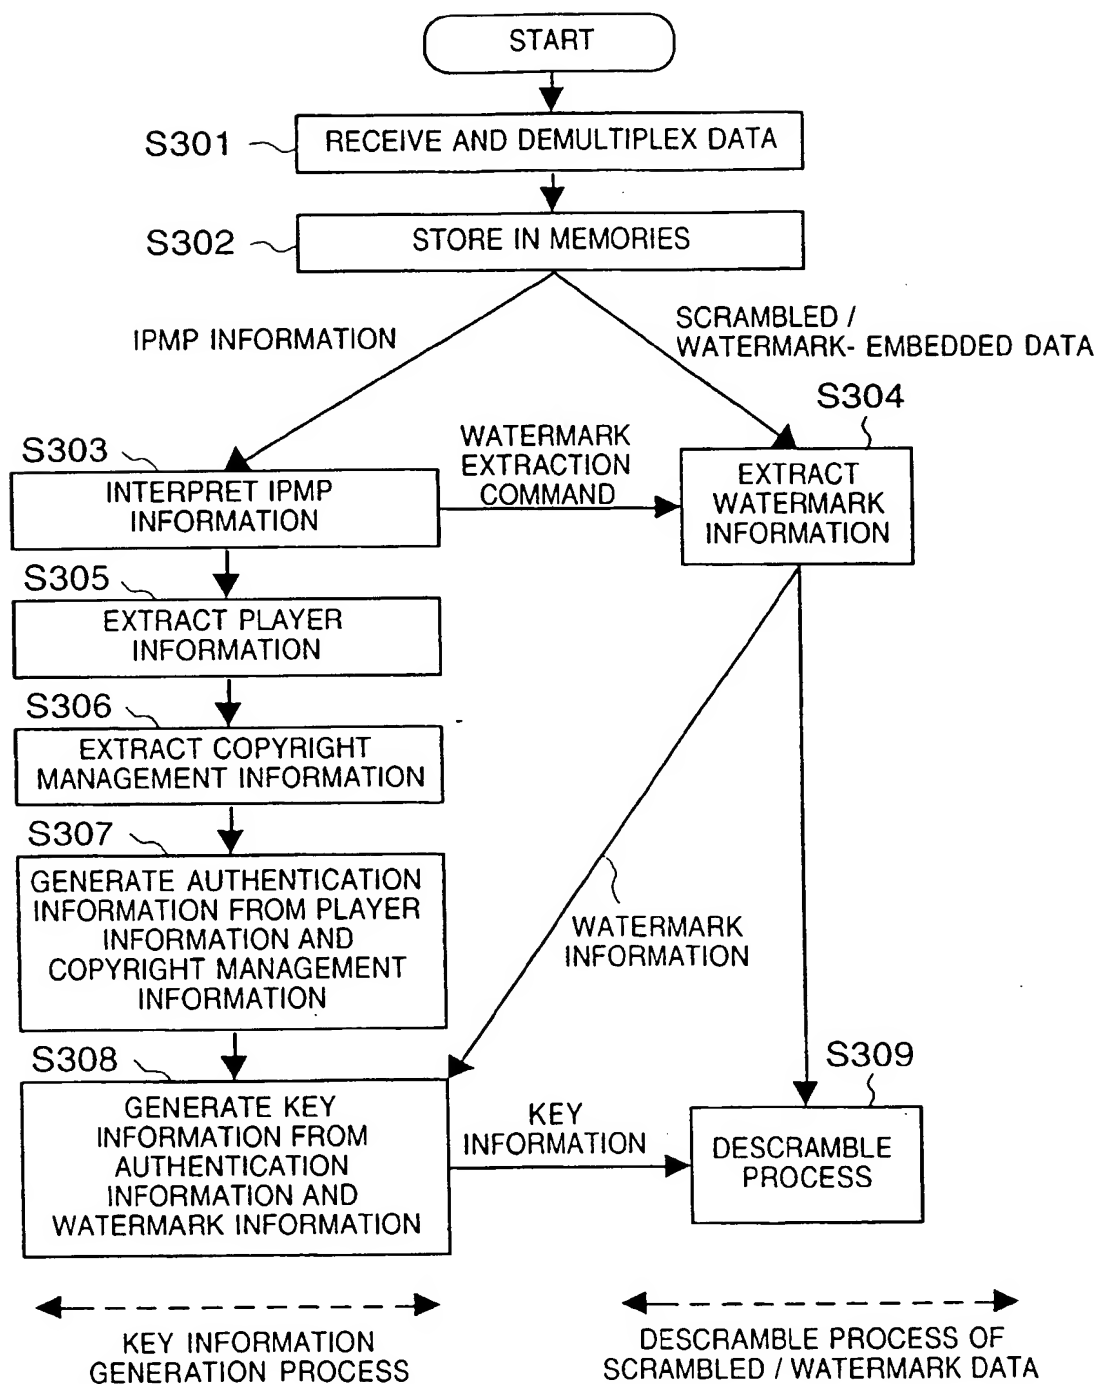 START
S301
RECEIVE AND DEMULTIPLEX DATA
S302
STORE IN MEMORIES
IPMP INFORMATION
SCRAMBLED /
WATERMARK- EMBEDDED DATA
S303
INTERPRET IPMP
INFORMATION
WATERMARK
EXTRACTION
COMMAND
S304
EXTRACT
WATERMARK
INFORMATION
S305
EXTRACT PLAYER
INFORMATION
S306
EXTRACT COPYRIGHT
MANAGEMENT INFORMATION
S307
GENERATE AUTHENTICATION
INFORMATION FROM PLAYER
INFORMATION AND
COPYRIGHT MANAGEMENT
INFORMATION
WATERMARK
INFORMATION
S308
GENERATE KEY
INFORMATION FROM
AUTHENTICATION
INFORMATION AND
WATERMARK INFORMATION
KEY
INFORMATION
S309
DESCRAMBLE
PROCESS
KEY INFORMATION
GENERATION PROCESS
DESCRAMBLE PROCESS OF
SCRAMBLED / WATERMARK DATA